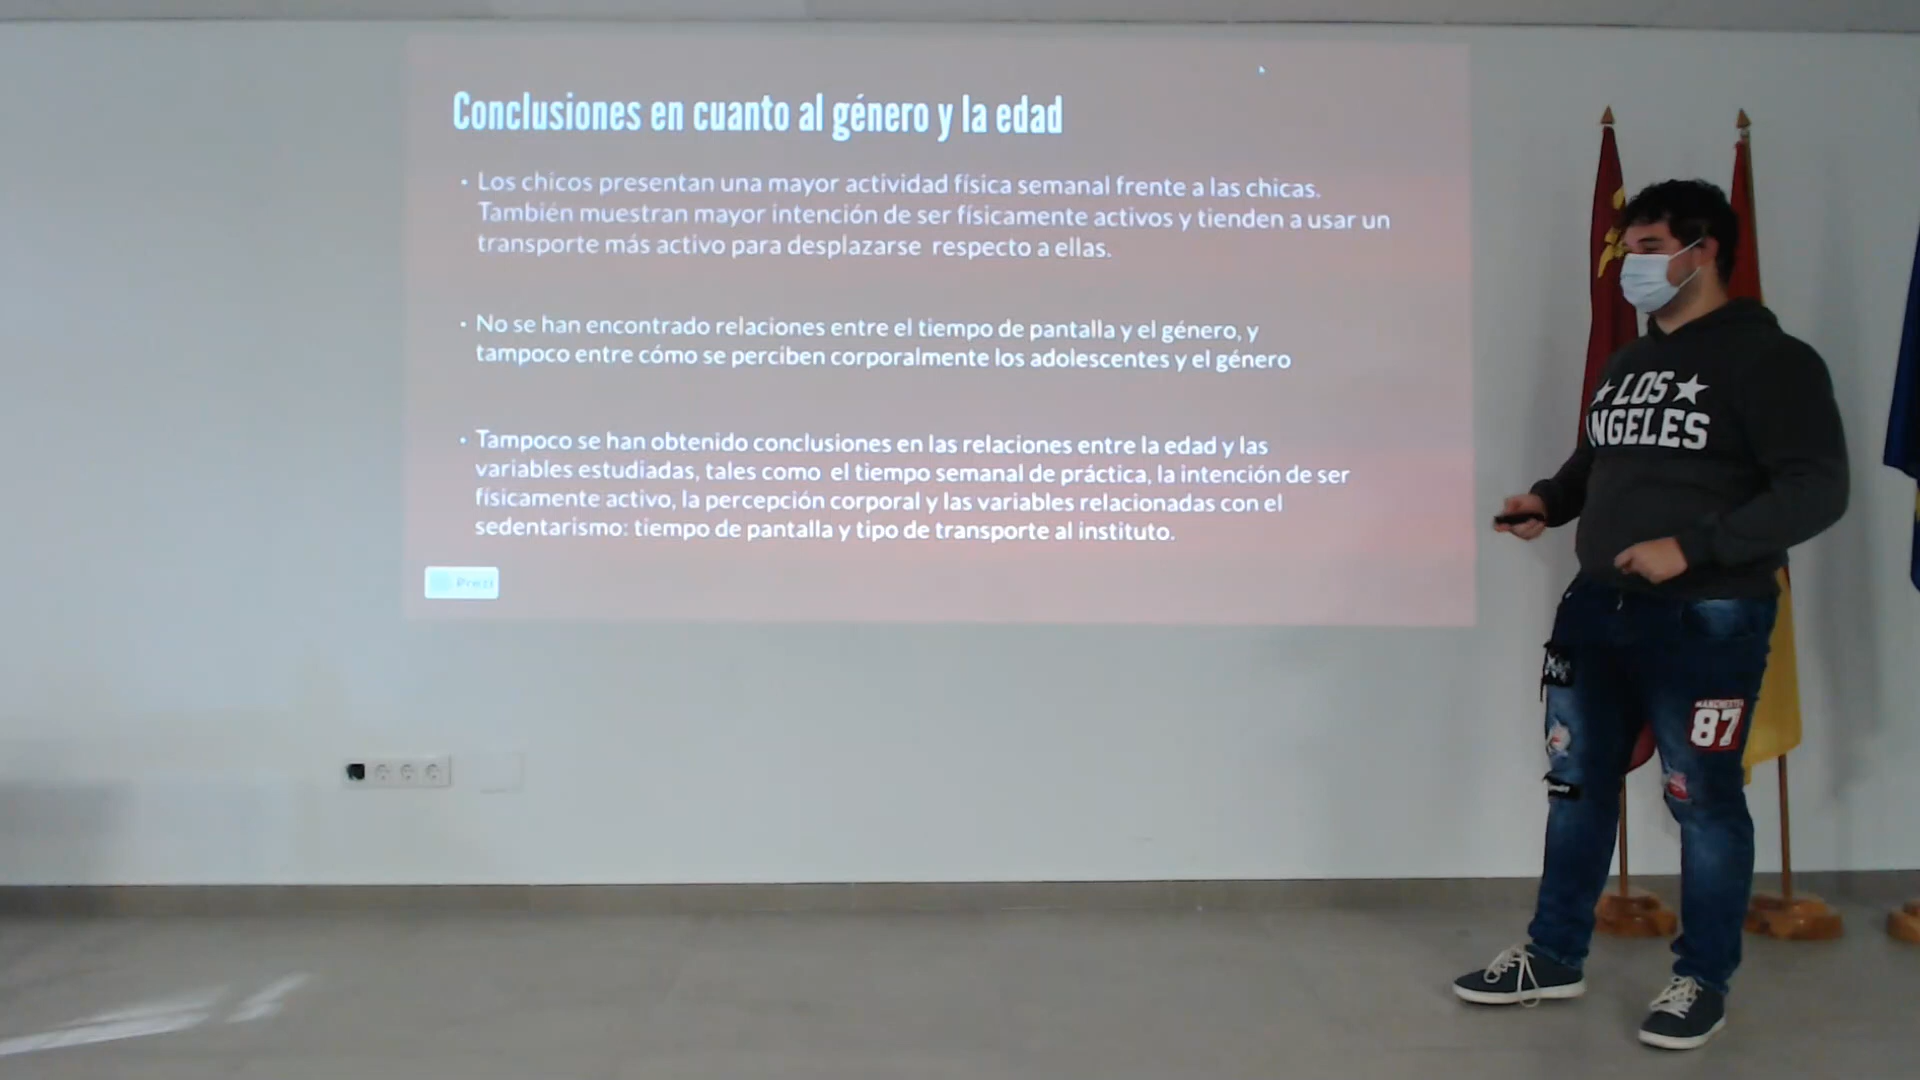 Conclusiones en cuanto al género y la edad
• Los chicos presentan una mayor actividad física semanal frente a las chicas.
También muestran mayor intención de ser físicamente activos y tienden a usar un
transporte más activo para desplazarse respecto a ellas.
• No se han encontrado relaciones entre el tiempo de pantalla y el género, y
tampoco entre cómo se perciben corporalmente los adolescentes y el género
• Tampoco se han obtenido conclusiones en las relaciones entre la edad y las
variables estudiadas, tales como el tiempo semanal de práctica, la intención de ser
físicamente activo, la percepción corporal y las variables relacionadas con el
sedentarismo: tiempo de pantalla y tipo de transporte al instituto.
Prezi
LOS
NGELES
MANCHESTER
87